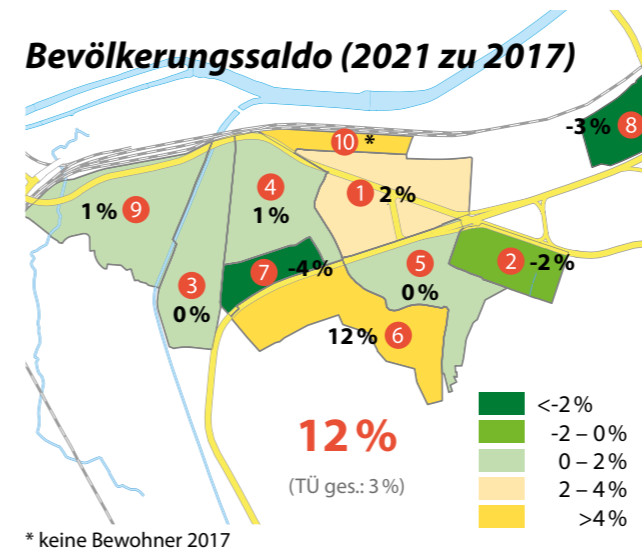 Bevölkerungssaldo (2021 zu 2017)
-3 % 8
10 *
4
1 %
1 2 %
1 % 9
7 -4 %
5
0 %
2 -2 %
3
0 %
12 % 6
12 %
(TÜ ges.: 3 %)
<-2 %
-2 – 0 %
0 – 2 %
2 – 4 %
>4 %
* keine Bewohner 2017